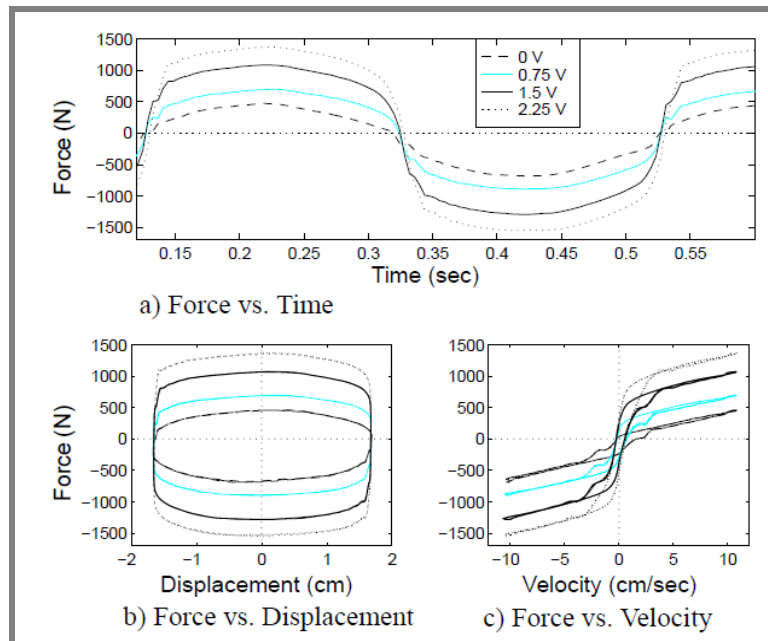 1500
1000
500
0
−500
−1000
−1500
Force (N)
0 V
0.75 V
1.5 V
2.25 V
0.15 0.2 0.25 0.3 0.35 0.4 0.45 0.5 0.55
Time (sec)
a) Force vs. Time
1500
1000
500
0
−500
−1000
−1500
Force (N)
−2 −1 0 1 2
Displacement (cm)
b) Force vs. Displacement
1500
1000
500
0
−500
−1000
−1500
−10 −5 0 5 10
Velocity (cm/sec)
c) Force vs. Velocity